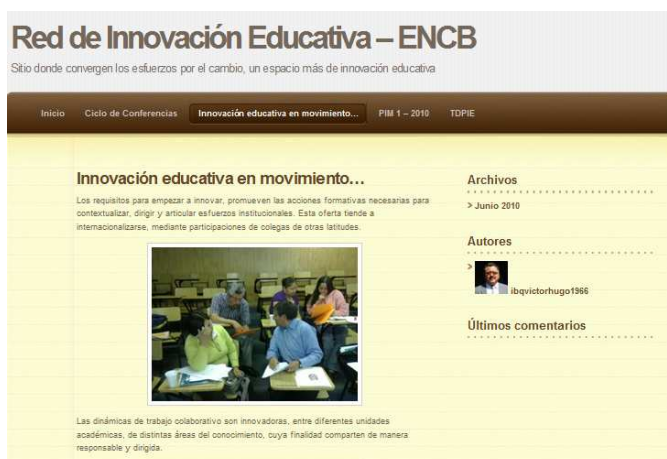 Red de Innovación Educativa – ENCB
Sitio donde convergen los esfuerzos por el cambio, un espacio más de innovación educativa
Inicio
Ciclo de Conferencias
Innovación educativa en movimiento...
PIM 1 – 2010
TDPIE
Innovación educativa en movimiento...
Los requisitos para empezar a innovar, promueven las acciones formativas necesarias para
contextualizar, dirigir y articular esfuerzos institucionales. Esta oferta tiende a
internacionalizarse, mediante participaciones de colegas de otras latitudes.
Las dinámicas de trabajo colaborativo son innovadoras, entre diferentes unidades
académicas, de distintas áreas del conocimiento, cuya finalidad comparten de manera
responsable y dirigida.
Archivos
> Junio 2010
Autores
> ibqvictorhugo1966
Últimos comentarios